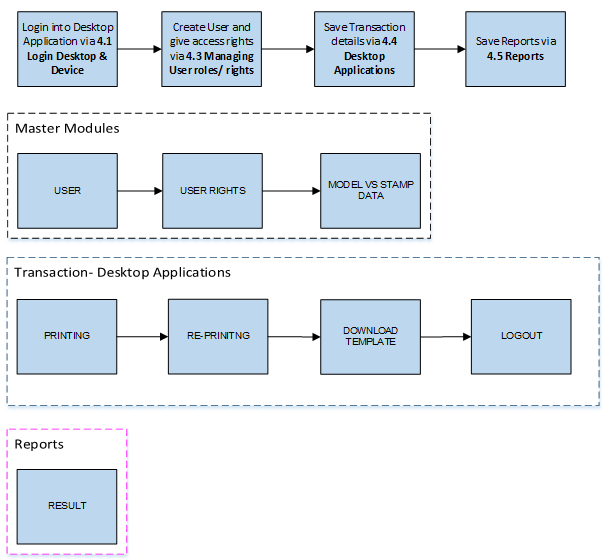 Login into Desktop
Application via 4.1
Login Desktop &
Device
Create User and
give access rights
via 4.3 Managing
User roles/ rights
Save Transaction
details via 4.4
Desktop
Applications
Save Reports via
4.5 Reports
Master Modules
USER
USER RIGHTS
MODEL VS STAMP
DATA
Transaction- Desktop Applications
PRINTING
RE-PRINITNG
DOWNLOAD
TEMPLATE
LOGOUT
Reports
RESULT